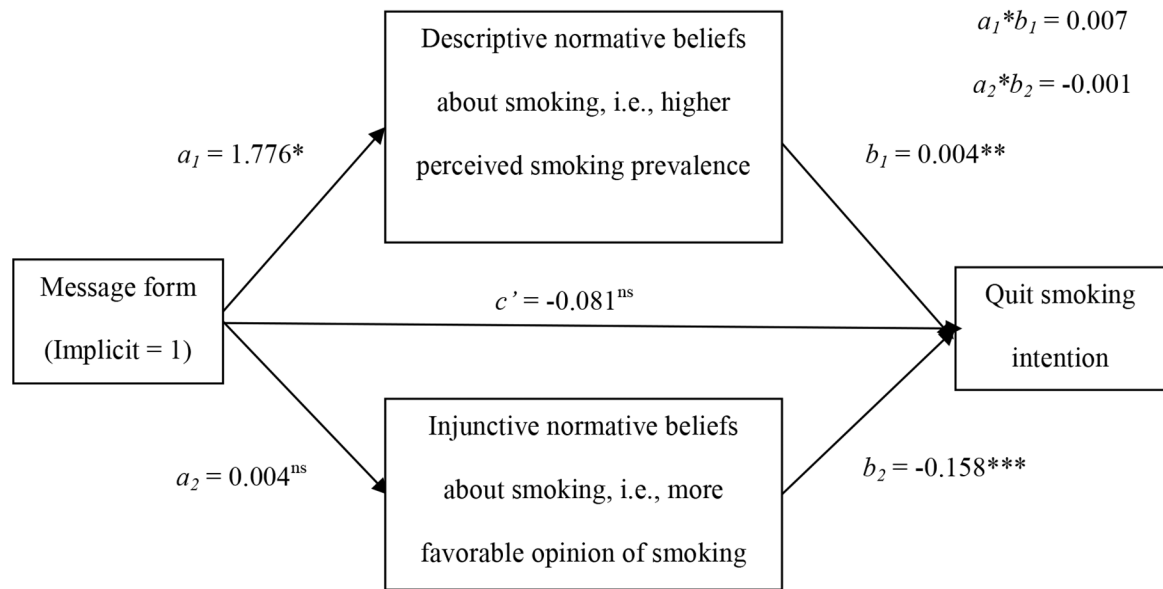 Descriptive normative beliefs
about smoking, i.e., higher
perceived smoking prevalence
a₁*b₁ = 0.007
a₂*b₂ = -0.001
a₁ = 1.776*
b₁ = 0.004**
Message form
(Implicit = 1)
c’ = -0.081ⁿˢ
Quit smoking
intention
Injunctive normative beliefs
about smoking, i.e., more
favorable opinion of smoking
a₂ = 0.004ⁿˢ
b₂ = -0.158***